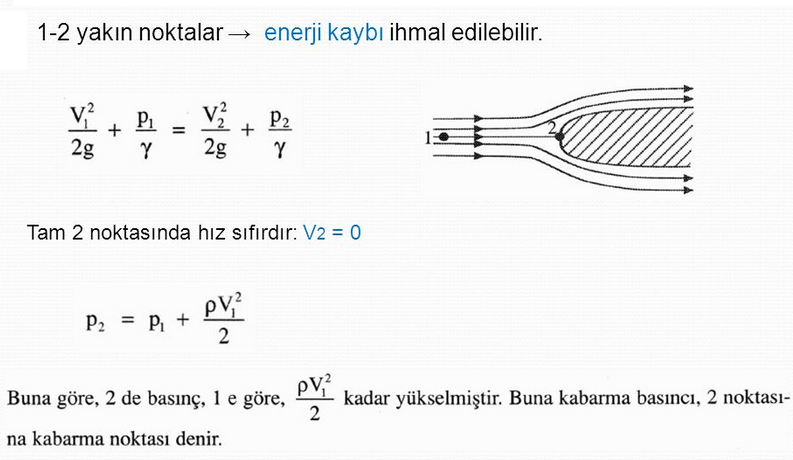 1-2 yakın noktalar → enerji kaybı ihmal edilebilir.
V₁²/2g + p₁/γ = V₂²/2g + p₂/γ
1 2
Tam 2 noktasında hız sıfırdır: V2 = 0
p₂ = p₁ + ρV₁²/2
Buna göre, 2 de basınç, 1 e göre, ρV₁²/2 kadar yükselmiştir. Buna kabarma basıncı, 2 noktası-
na kabarma noktası denir.